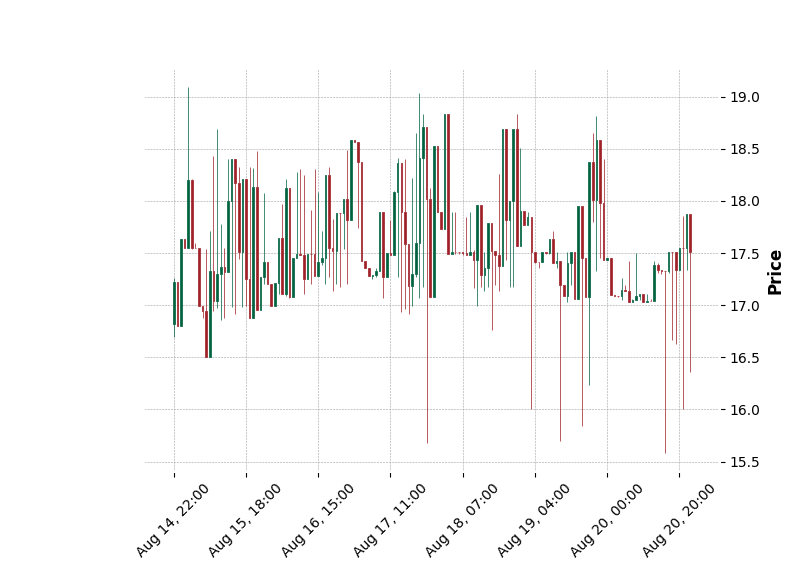 19.0
18.5
18.0
17.5
17.0
16.5
16.0
15.5
Price
Aug 14, 22:00
Aug 15, 18:00
Aug 16, 15:00
Aug 17, 11:00
Aug 18, 07:00
Aug 19, 04:00
Aug 20, 00:00
Aug 20, 20:00